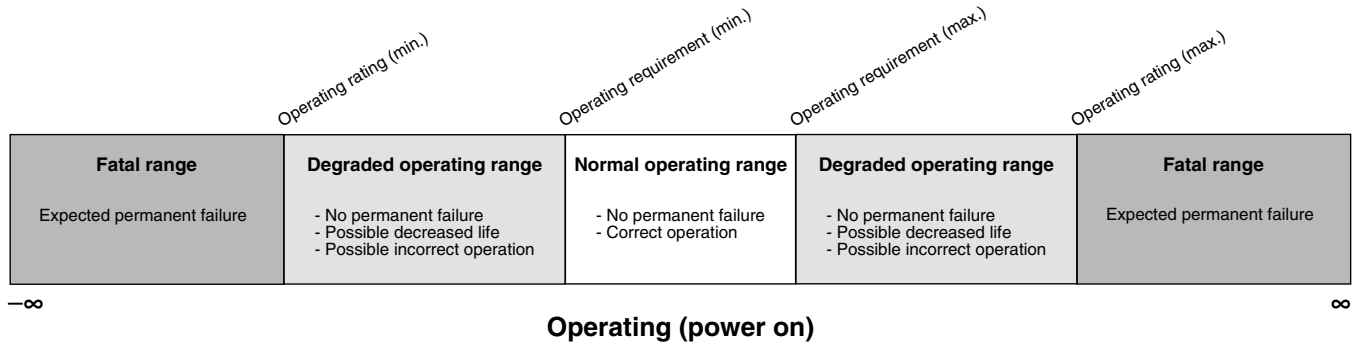 Operating rating (min.)
Operating requirement (min.)
Operating requirement (max.)
Operating rating (max.)
Fatal range
Expected permanent failure
Degraded operating range
- No permanent failure
- Possible decreased life
- Possible incorrect operation
Normal operating range
- No permanent failure
- Correct operation
Degraded operating range
- No permanent failure
- Possible decreased life
- Possible incorrect operation
Fatal range
Expected permanent failure
–∞
∞
Operating (power on)